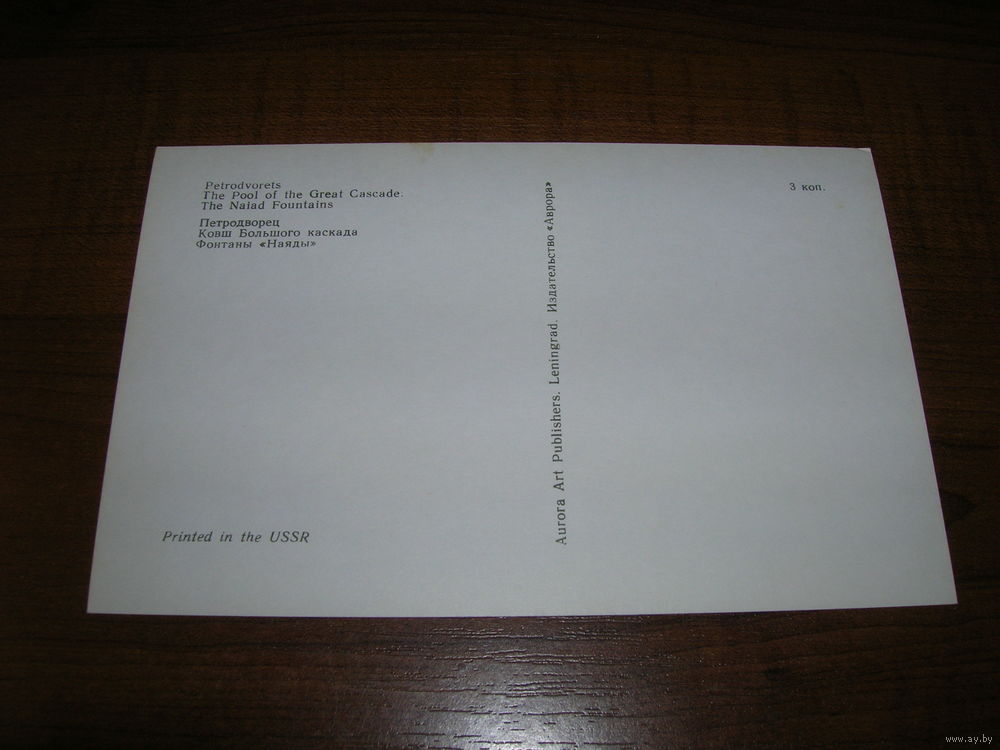 Petrodvorets
The Pool of the Great Cascade.
The Naiad Fountains
Петродворец
Ковш Большого каскада
Фонтаны «Наяды»
Printed in the USSR
Aurora Art Publishers. Leningrad. Издательство «Аврора»
3 коп.
www.ay.by